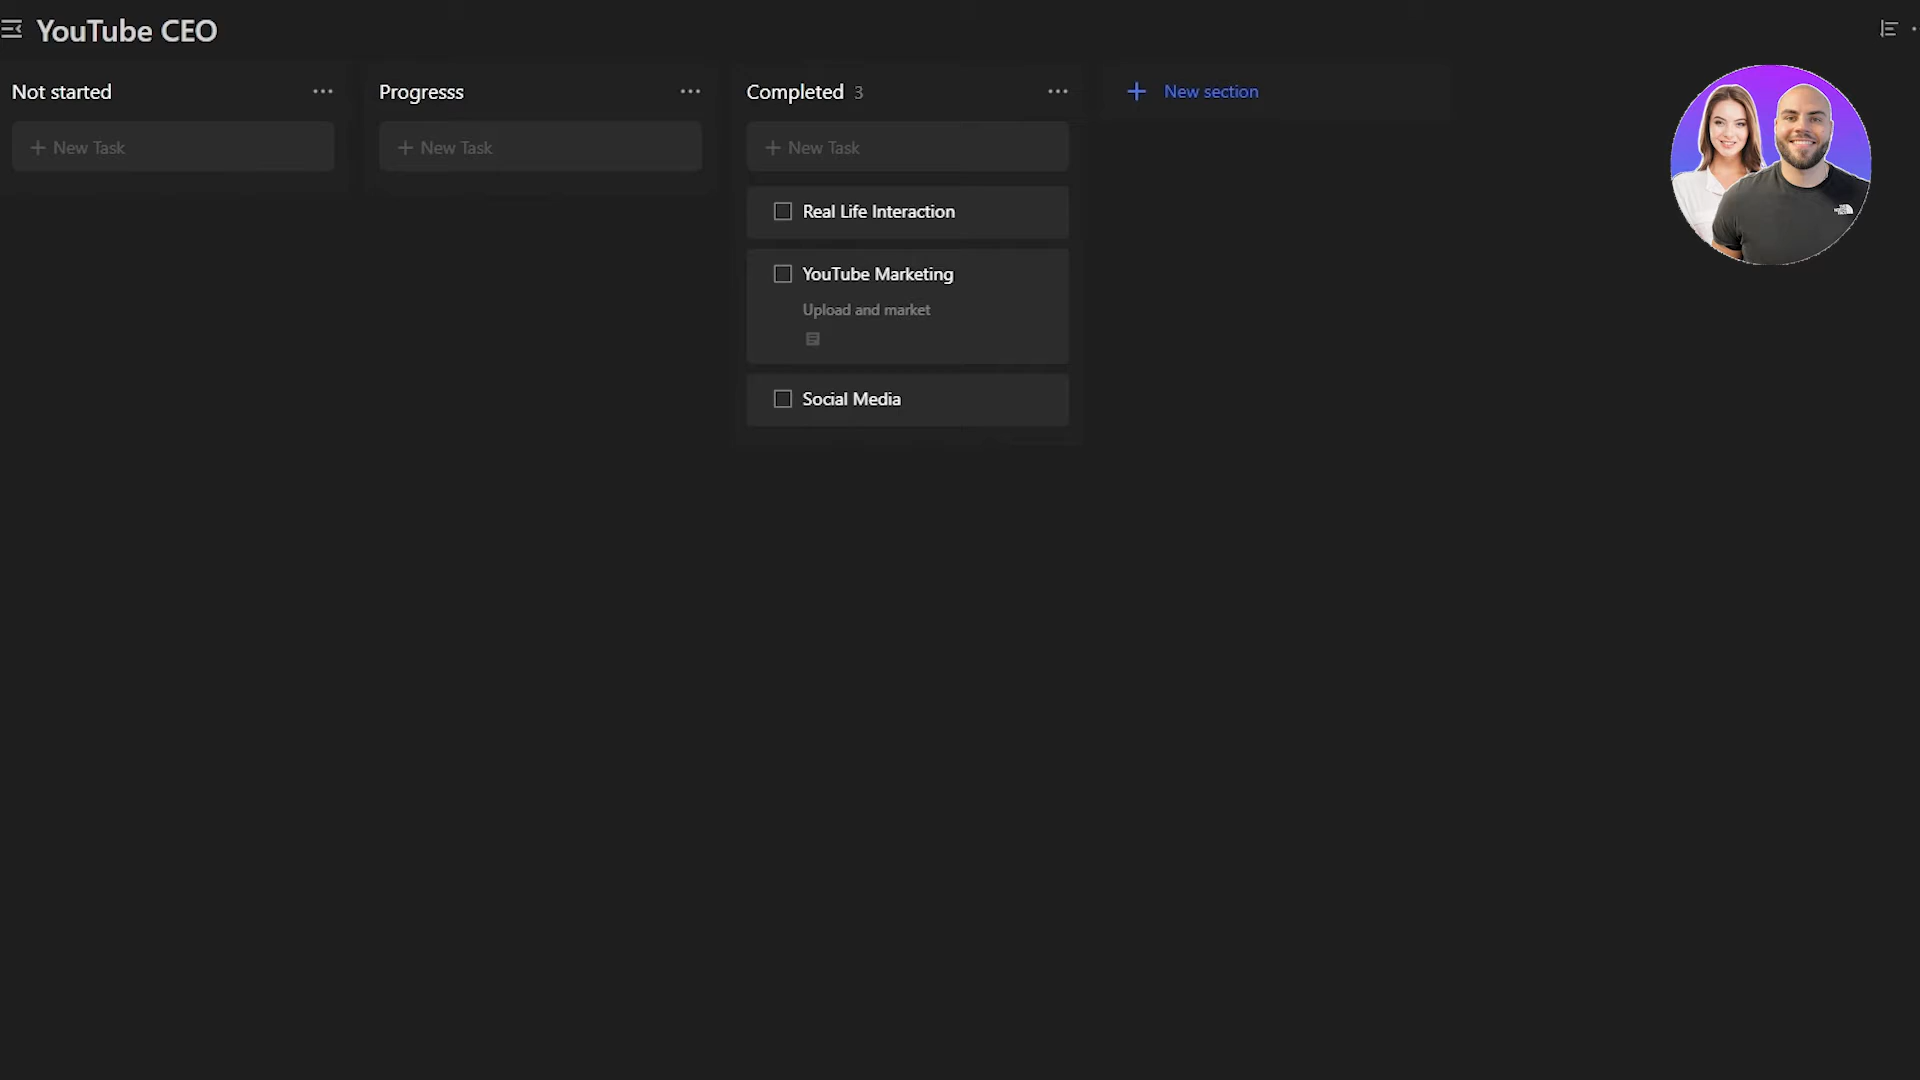 YouTube CEO
Not started
Progresss
Completed 3
New section
New Task
New Task
New Task
Real Life Interaction
YouTube Marketing
Upload and market
Social Media